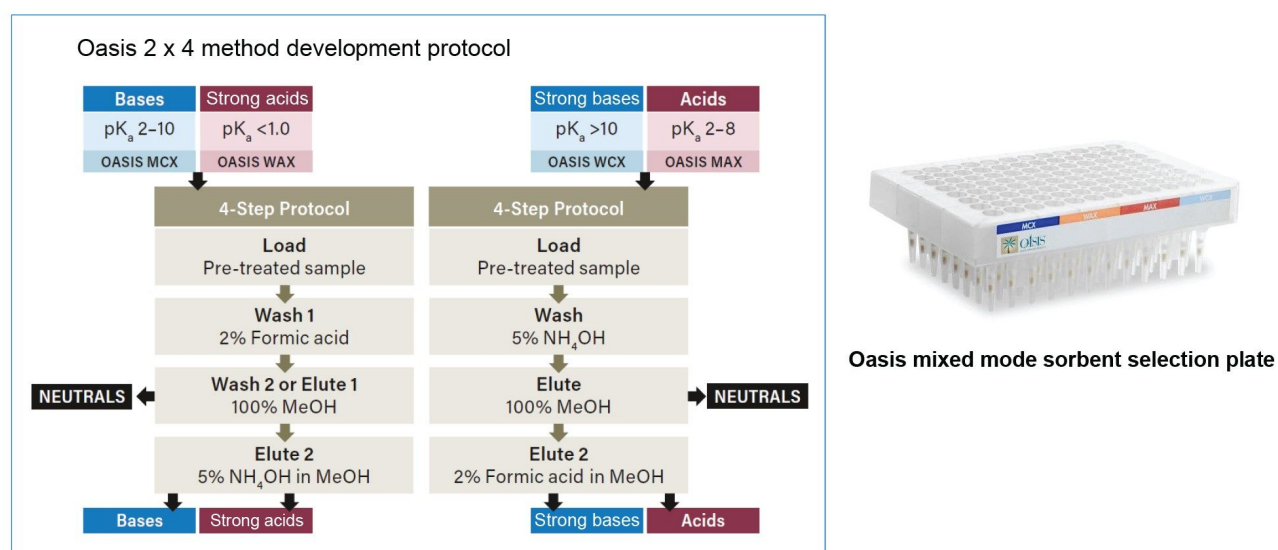 Oasis 2 x 4 method development protocol
Bases
Strong acids
pKa 2–10
pKa <1.0
OASIS MCX
OASIS WAX
4-Step Protocol
Load
Pre-treated sample
Wash 1
2% Formic acid
Wash 2 or Elute 1
100% MeOH
NEUTRALS
Elute 2
5% NH4OH in MeOH
Bases
Strong acids
Strong bases
Acids
pKa >10
pKa 2–8
OASIS WCX
OASIS MAX
4-Step Protocol
Load
Pre-treated sample
Wash
5% NH4OH
Elute
100% MeOH
NEUTRALS
Elute 2
2% Formic acid in MeOH
Strong bases
Acids
MCX
WAX
MAX
WCX
OASIS
Oasis mixed mode sorbent selection plate